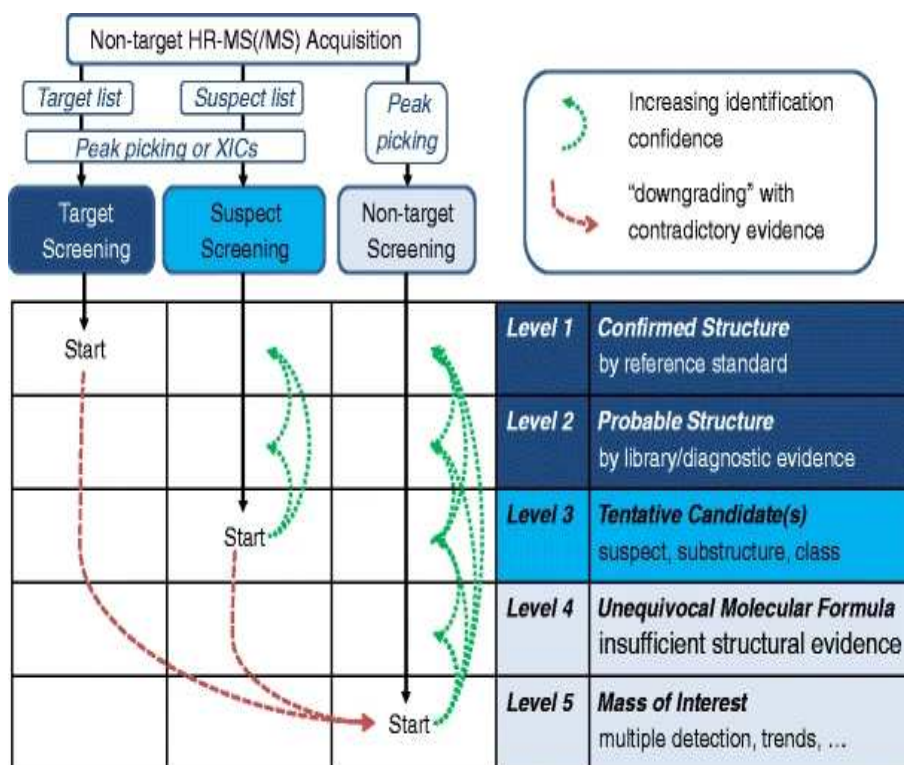 Non-target HR-MS(/MS) Acquisition
Target list
Suspect list
Peak picking
Peak picking or XICs
Target
Screening
Suspect
Screening
Non-target
Screening
Increasing identification
confidence
“downgrading” with
contradictory evidence
Start
Level 1
Confirmed Structure
by reference standard
Level 2
Probable Structure
by library/diagnostic evidence
Start
Level 3
Tentative Candidate(s)
suspect, substructure, class
Level 4
Unequivocal Molecular Formula
insufficient structural evidence
Start
Level 5
Mass of Interest
multiple detection, trends, ...